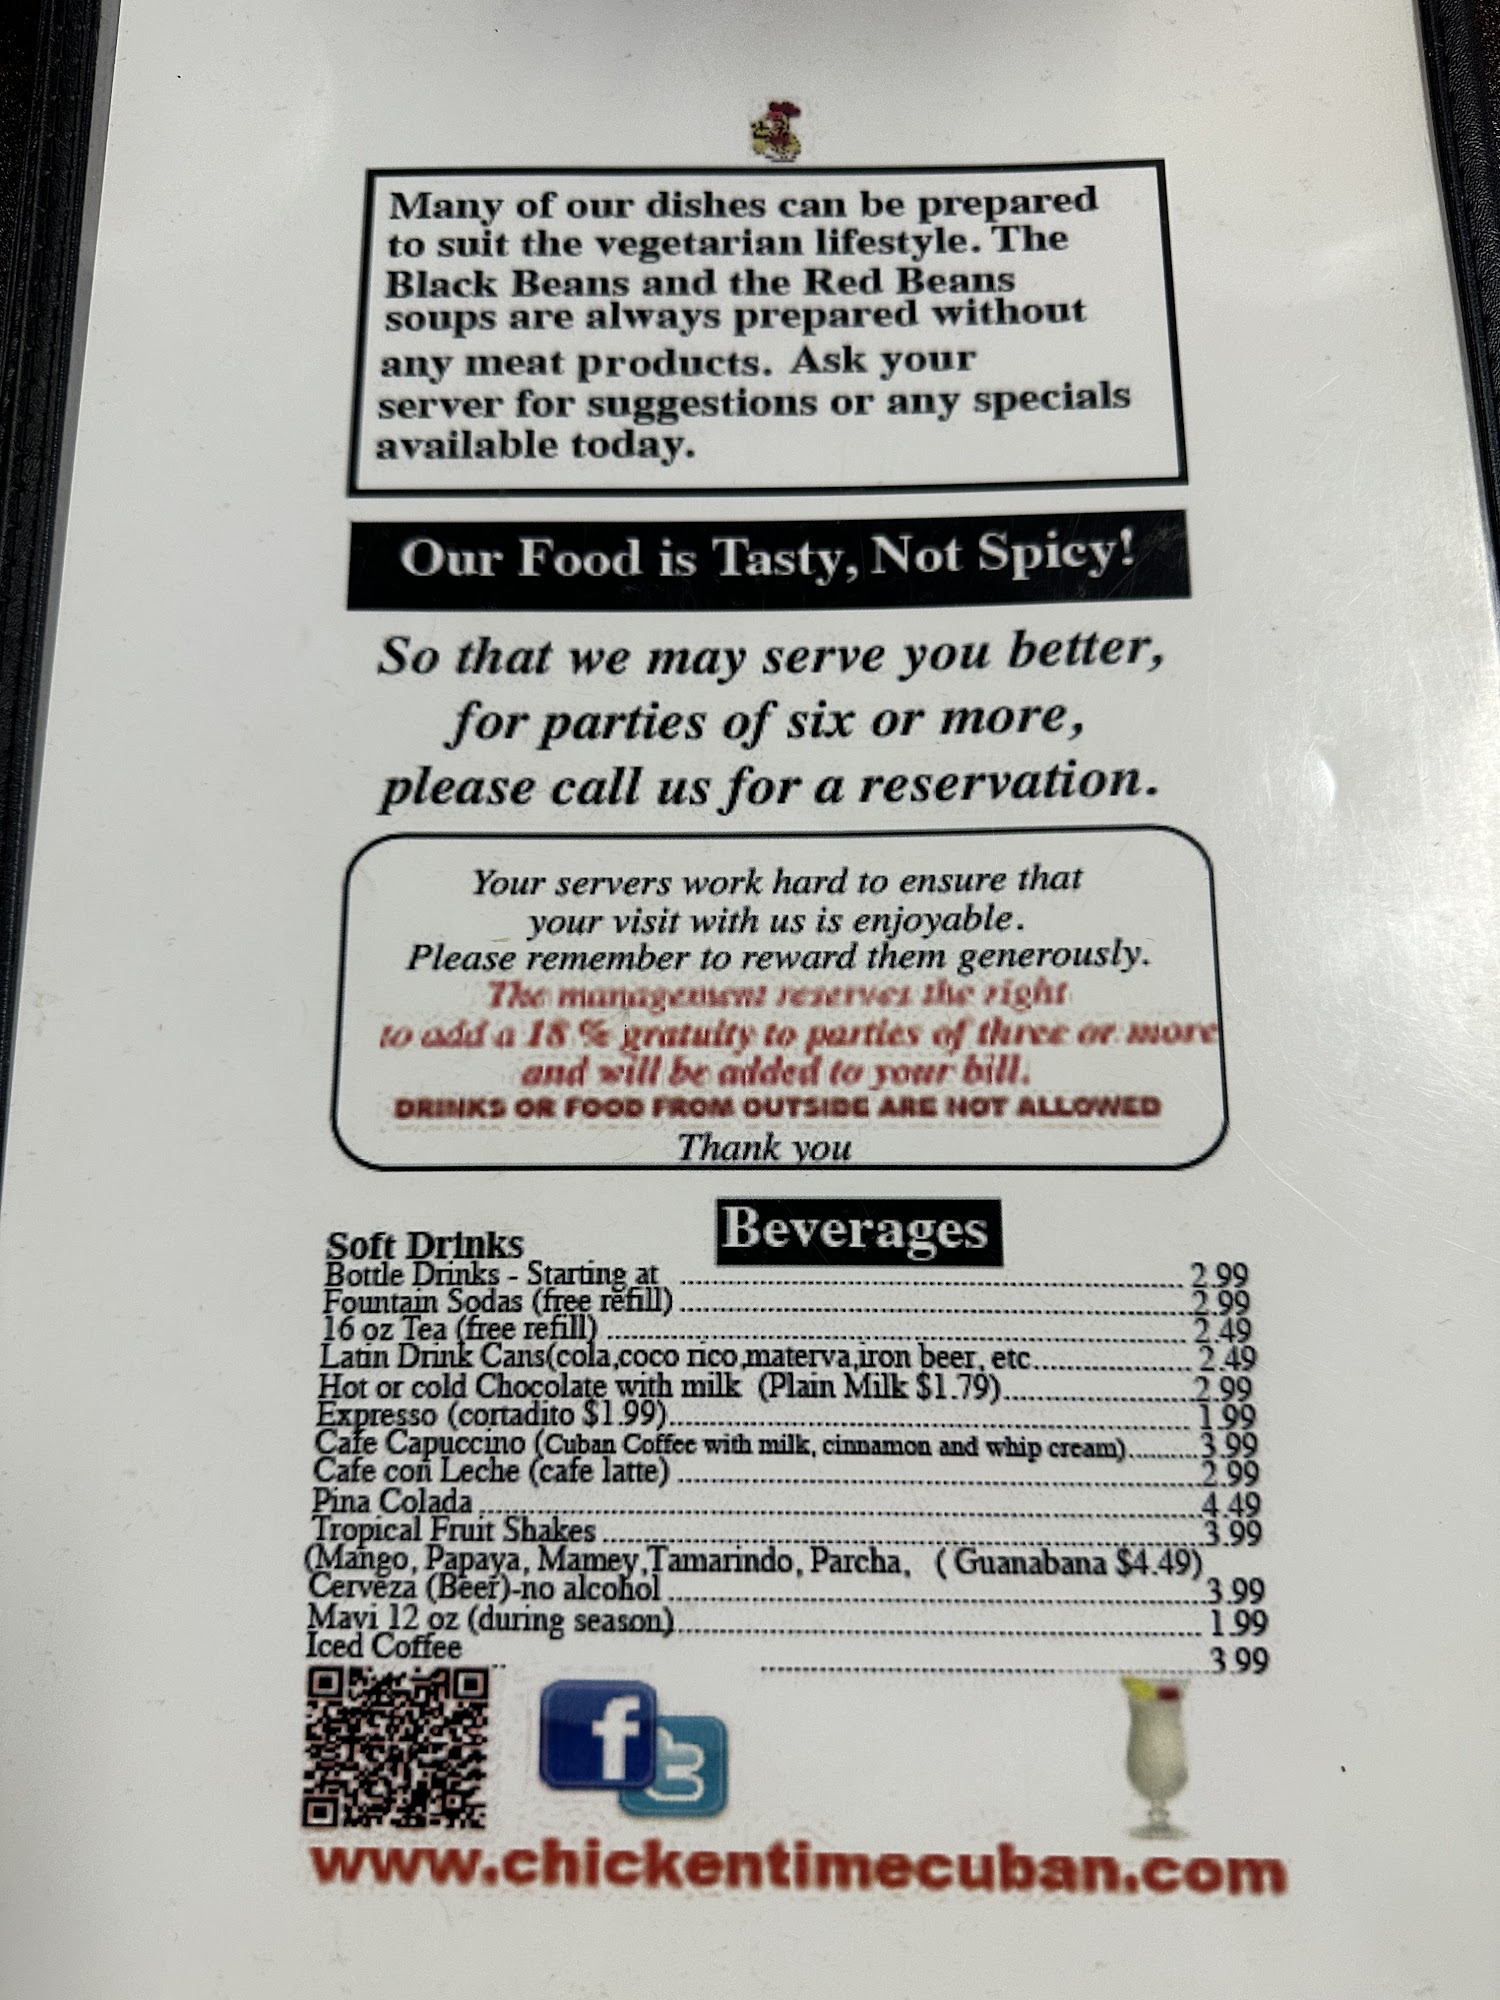 Many of our dishes can be prepared
to suit the vegetarian lifestyle. The
Black Beans and the Red Beans
soups are always prepared without
any meat products. Ask your
server for suggestions or any specials
available today.
Our Food is Tasty, Not Spicy!
So that we may serve you better,
for parties of six or more,
please call us for a reservation.
Your servers work hard to ensure that
your visit with us is enjoyable.
Please remember to reward them generously.
The management reserves the right
to add a 18 % gratuity to parties of three or more
and will be added to your bill.
DRINKS OR FOOD FROM OUTSIDE ARE NOT ALLOWED
Thank you
Beverages
Soft Drinks
Bottle Drinks - Starting at 2.99
Fountain Sodas (free refill) 2.99
16 oz Tea (free refill) 2.49
Latin Drink Cans(cola,coco rico,materva,iron beer, etc 2.49
Hot or cold Chocolate with milk (Plain Milk $1.79) 2.99
Expresso (cortadito $1.99) 1.99
Cafe Capuccino (Cuban Coffee with milk, cinnamon and whip cream) 3.99
Cafe con Leche (cafe latte) 2.99
Pina Colada 4.49
Tropical Fruit Shakes 3.99
(Mango, Papaya, Mamey,Tamarindo, Parcha, ( Guanabana $4.49)
Cerveza (Beer)-no alcohol 3.99
Mavi 12 oz (during season) 1.99
Iced Coffee 3.99
www.chickentimecuban.com